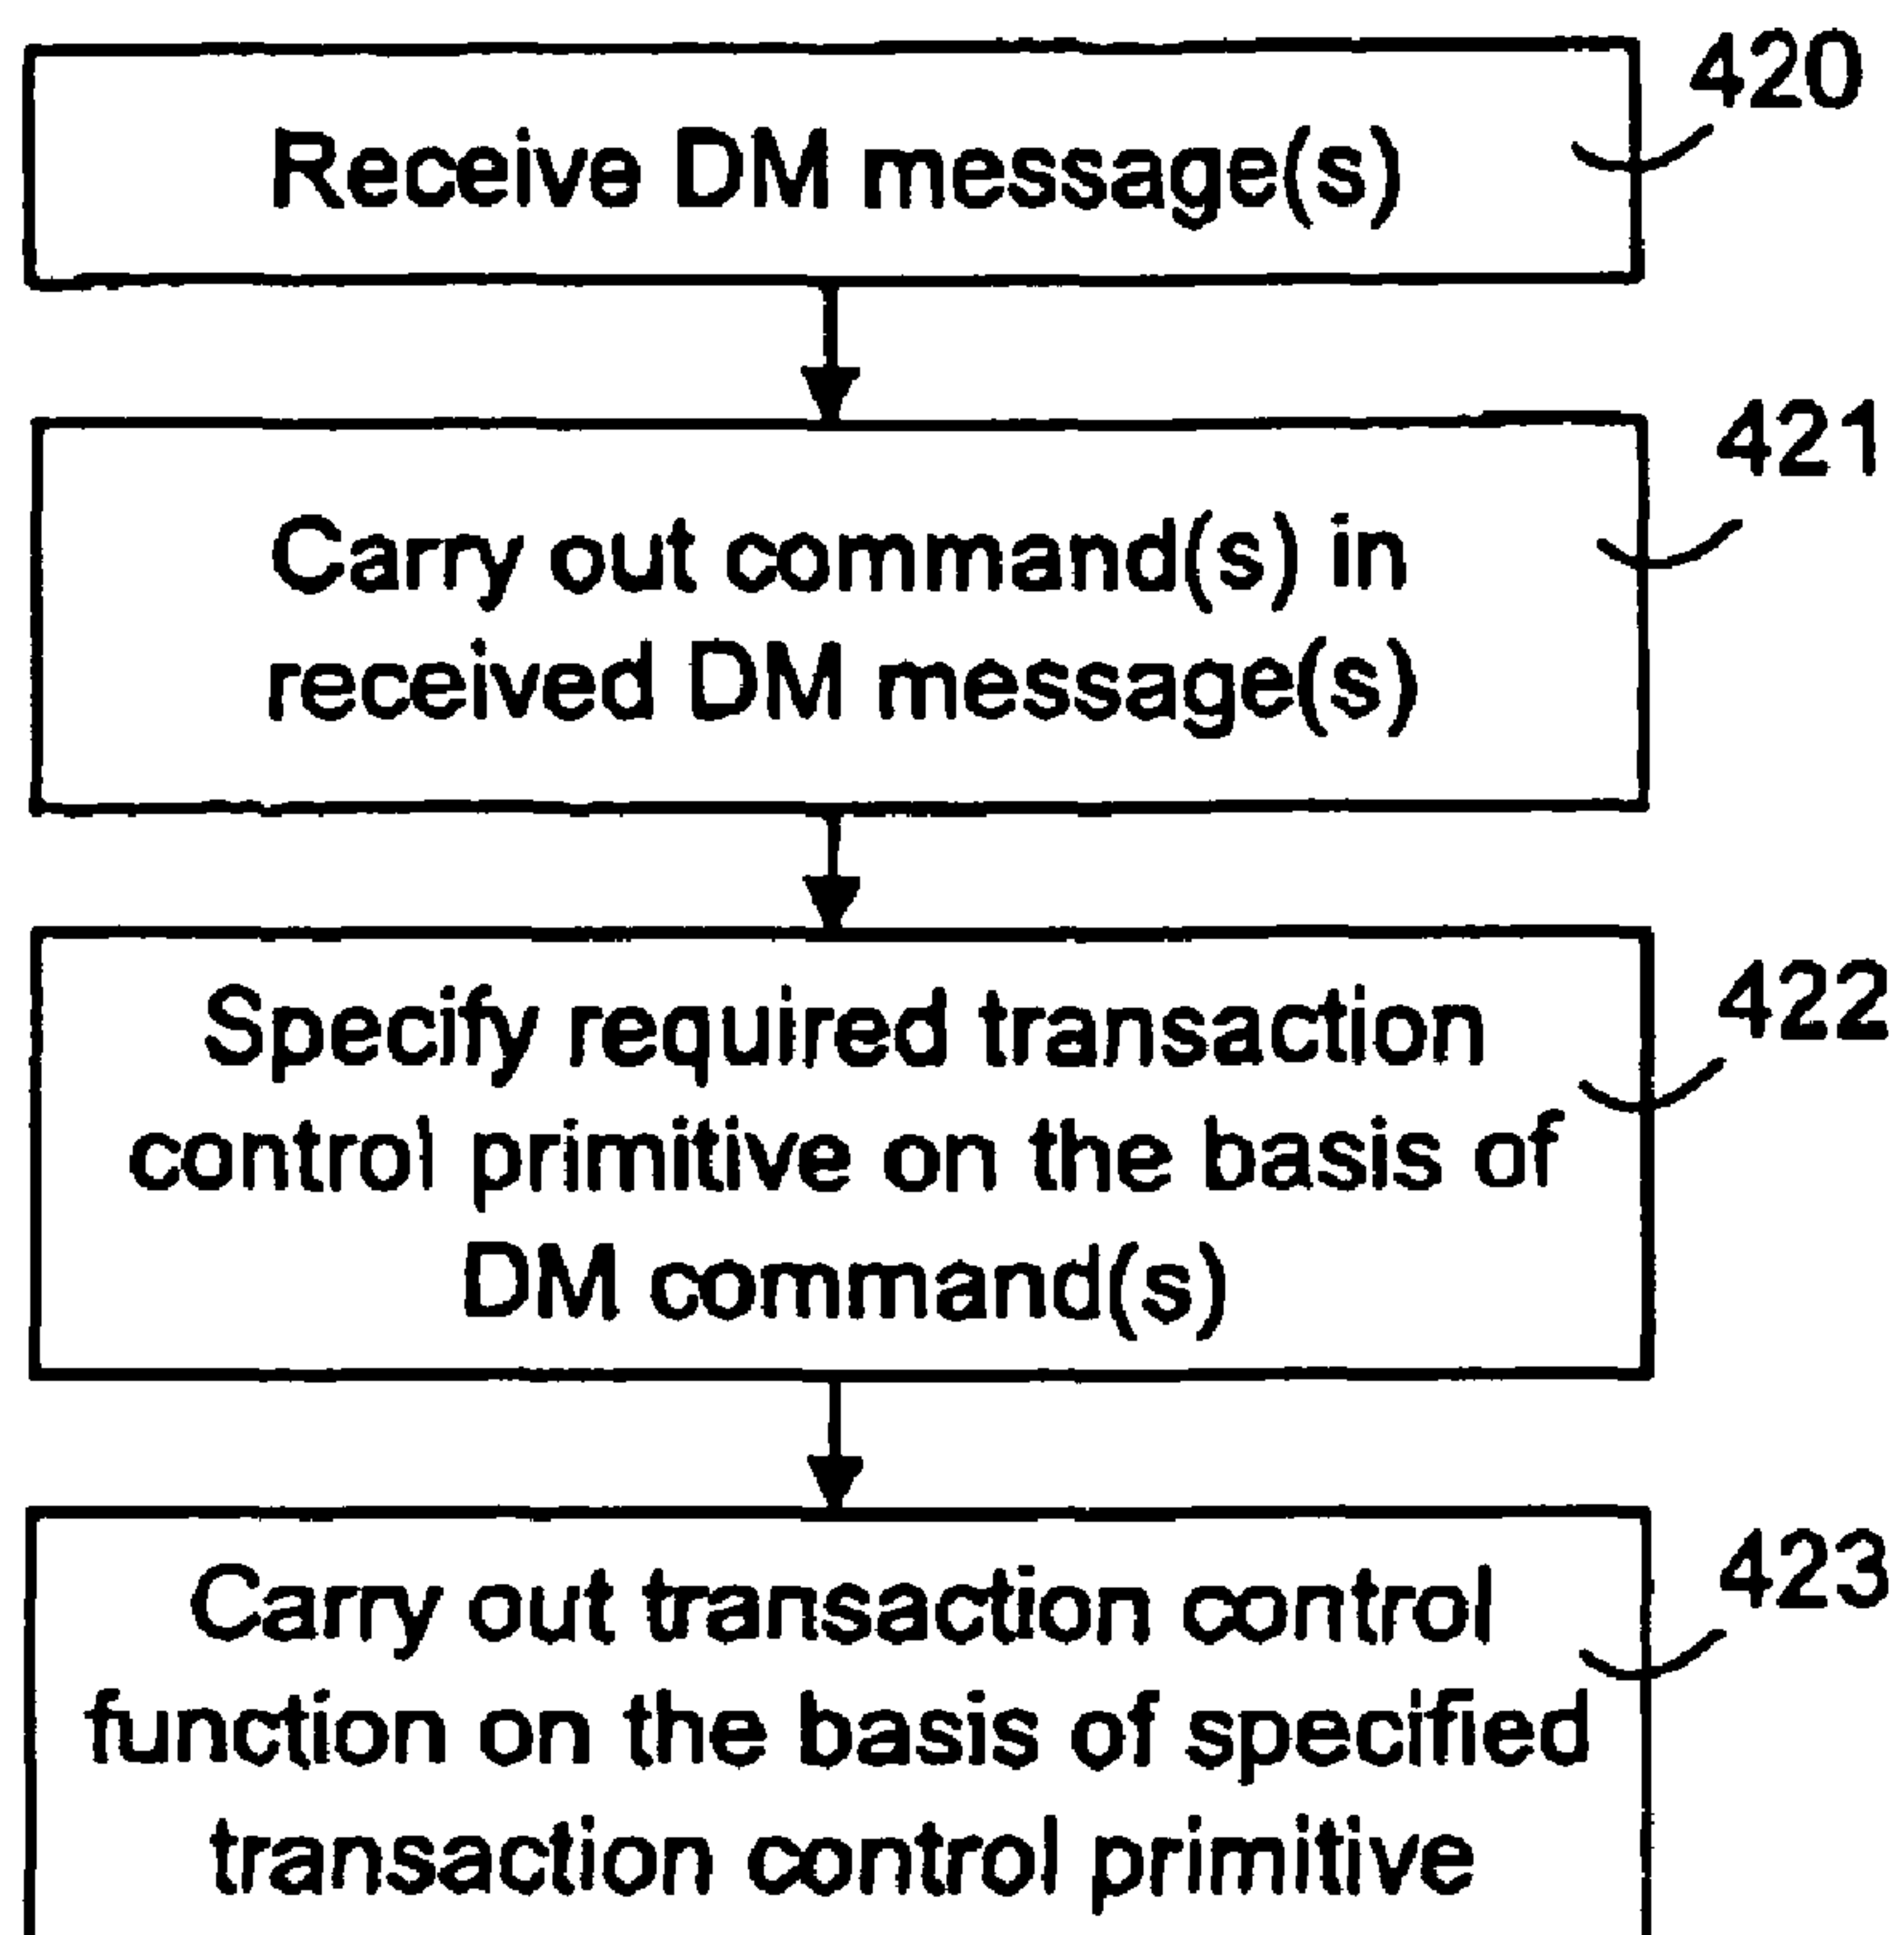 420
Receive DM message(s)
421
Carry out command(s) in
received DM message(s)
422
Specify required transaction
control primitive on the basis of
DM command(s)
423
Carry out transaction control
function on the basis of specified
transaction control primitive